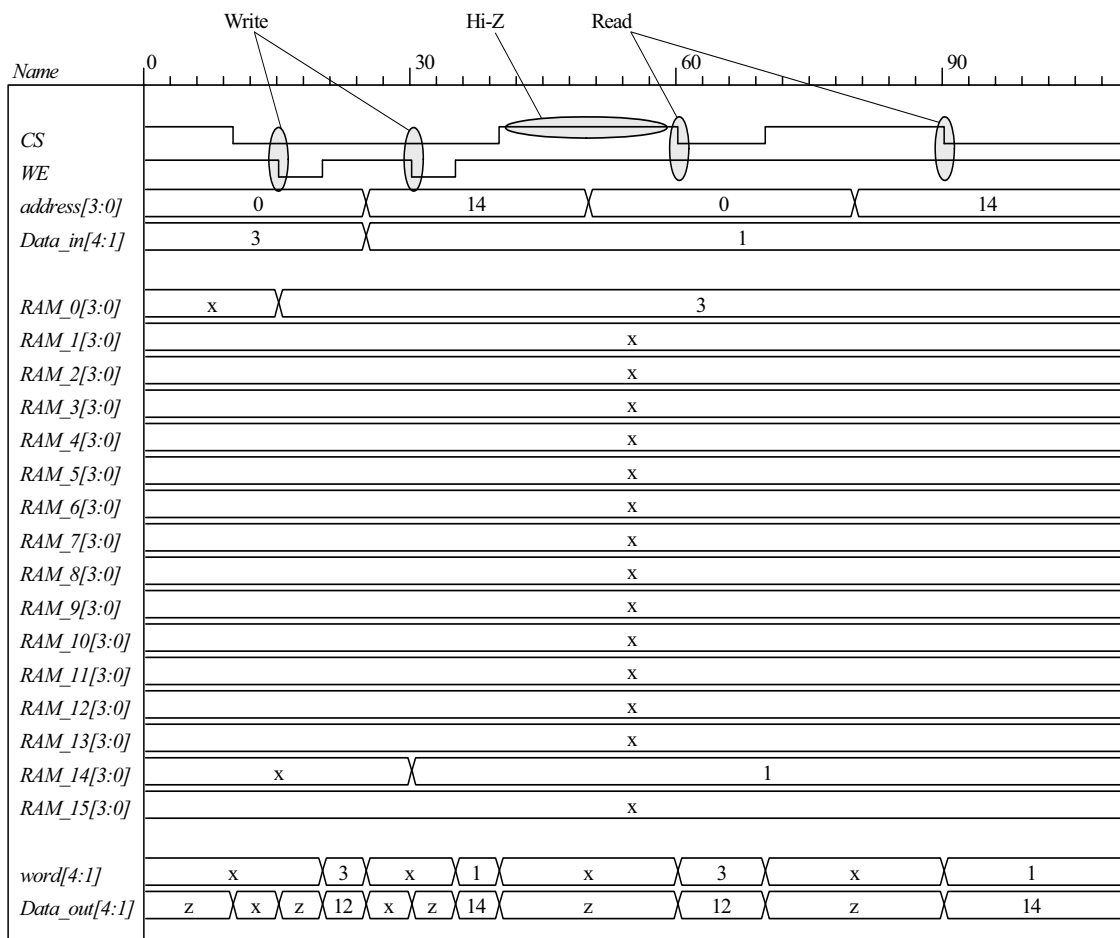 Write Hi-Z Read
Name 0 30 60 90
CS
WE
address[3:0] 0 14 0 14
Data_in[4:1] 3 1
RAM_0[3:0] x 3
RAM_1[3:0] x
RAM_2[3:0] x
RAM_3[3:0] x
RAM_4[3:0] x
RAM_5[3:0] x
RAM_6[3:0] x
RAM_7[3:0] x
RAM_8[3:0] x
RAM_9[3:0] x
RAM_10[3:0] x
RAM_11[3:0] x
RAM_12[3:0] x
RAM_13[3:0] x
RAM_14[3:0] x 1
RAM_15[3:0] x
word[4:1] x 3 x 1 x 3 x 1
Data_out[4:1] z x z 12 x z 14 z 12 z 14